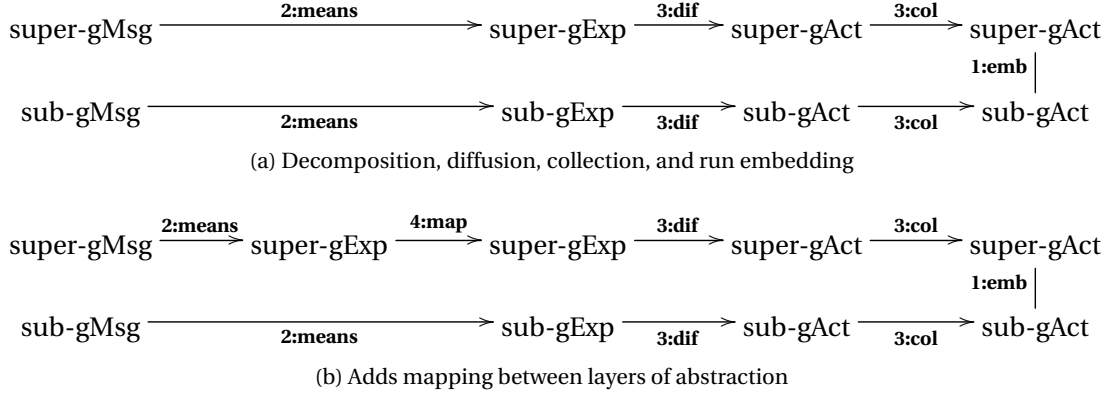 2:means 3:dif 3:col
super-gMsg super-gExp super-gAct super-gAct
1:emb
sub-gMsg sub-gExp sub-gAct sub-gAct
2:means 3:dif 3:col
(a) Decomposition, diffusion, collection, and run embedding
2:means 4:map 3:dif 3:col
super-gMsg super-gExp super-gExp super-gAct super-gAct
1:emb
sub-gMsg sub-gExp sub-gAct sub-gAct
2:means 3:dif 3:col
(b) Adds mapping between layers of abstraction